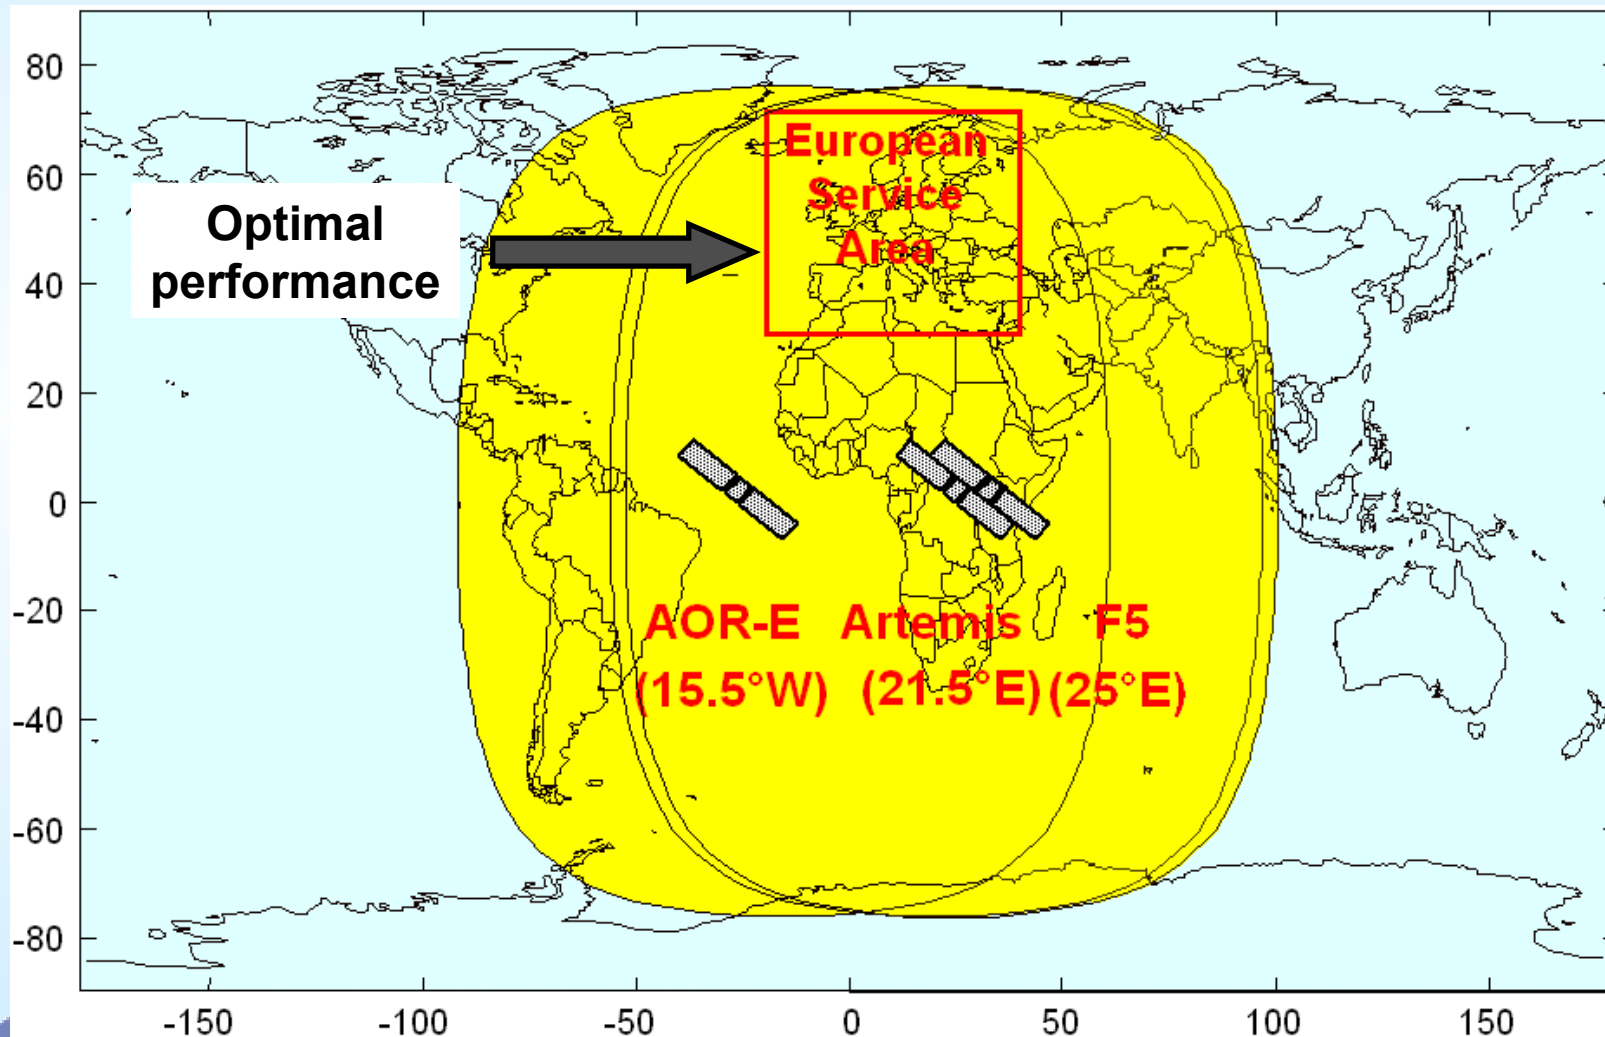 80
60
40
20
0
-20
-40
-60
-80
Optimal
performance
European
Service
Area
AOR-E Artemis F5
(15.5°W) (21.5°E) (25°E)
-150 -100 -50 0 50 100 150